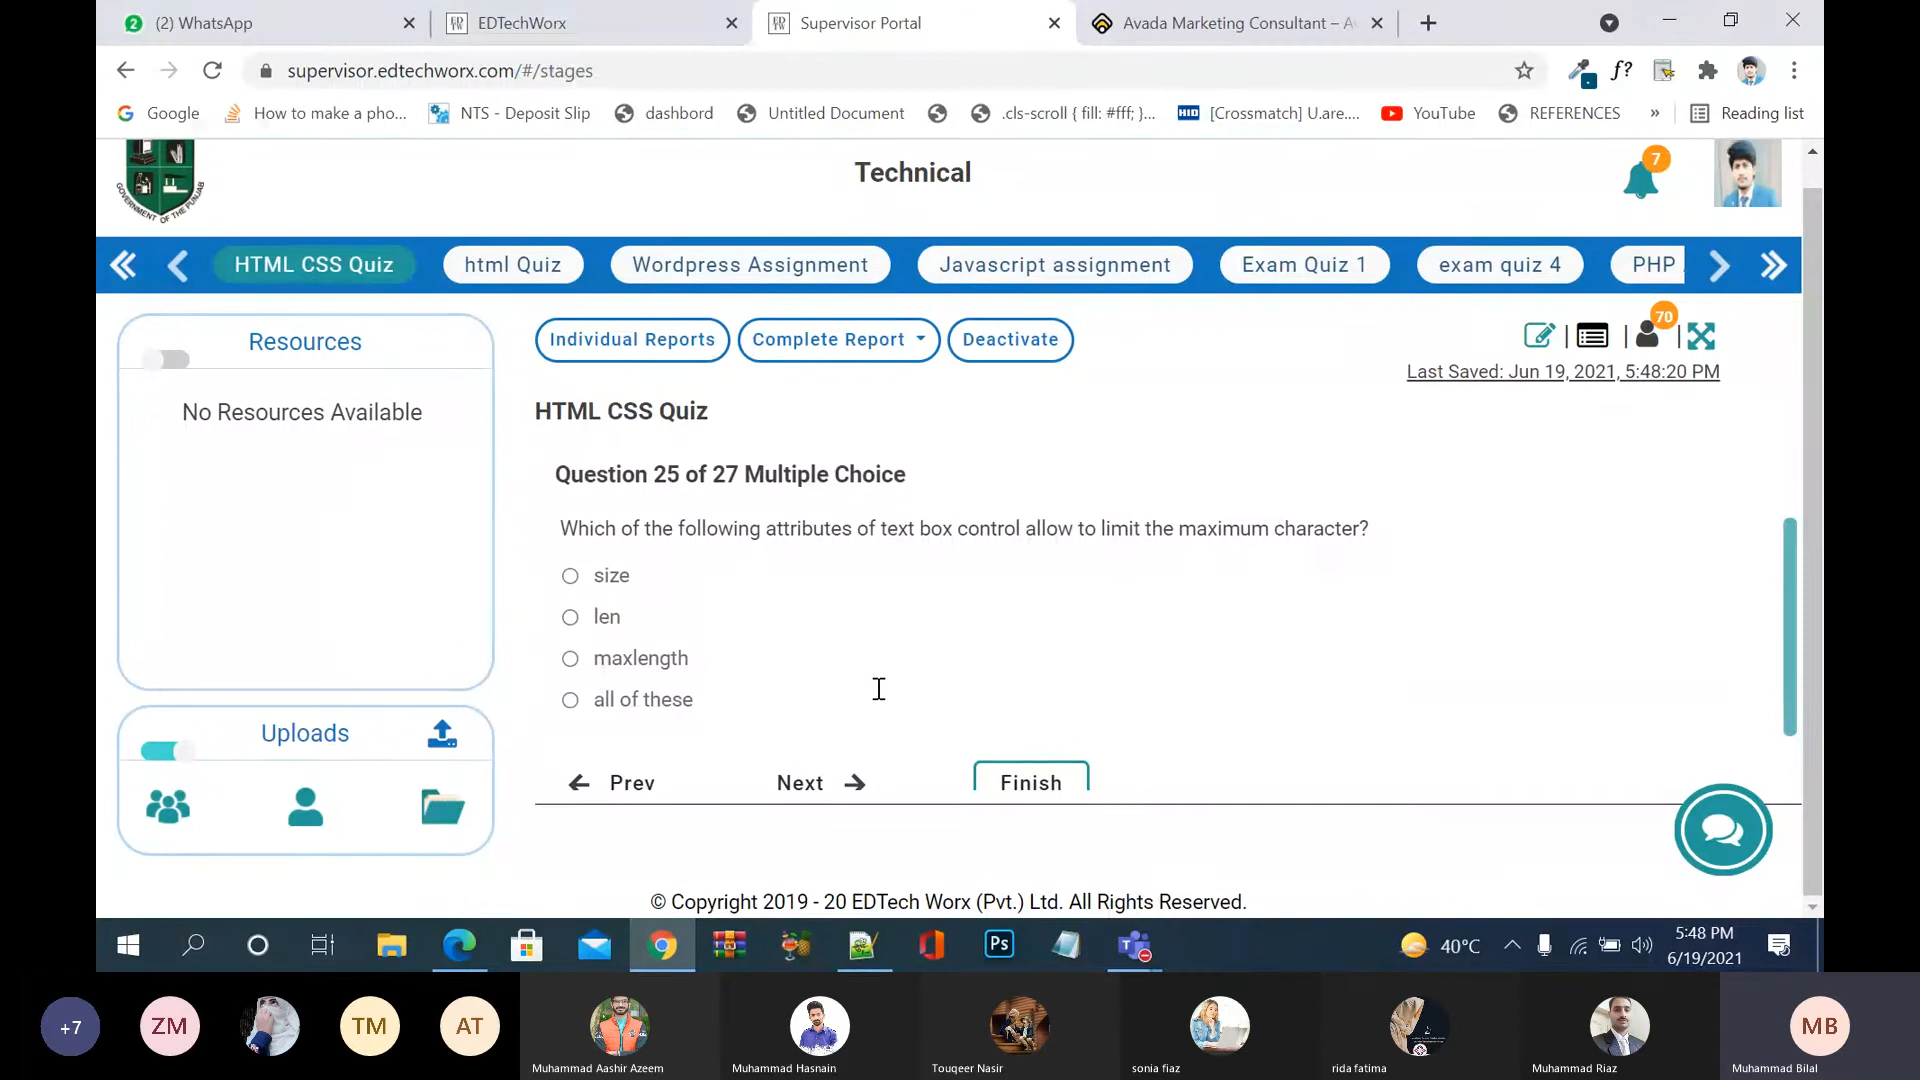 2 (2) WhatsApp
EDTechWorx
Supervisor Portal
Avada Marketing Consultant – A
supervisor.edtechworx.com/#/stages
f?
Google
How to make a pho...
NTS - Deposit Slip
dashbord
Untitled Document
.cls-scroll { fill: #fff; }...
HID [Crossmatch] U.are....
YouTube
REFERENCES
»
Reading list
GOVERNMENT OF THE PUNJAB
Technical
7
HTML CSS Quiz
html Quiz
Wordpress Assignment
Javascript assignment
Exam Quiz 1
exam quiz 4
PHP
Resources
No Resources Available
Uploads
Individual Reports
Complete Report
Deactivate
70
Last Saved: Jun 19, 2021, 5:48:20 PM
HTML CSS Quiz
Question 25 of 27 Multiple Choice
Which of the following attributes of text box control allow to limit the maximum character?
size
len
maxlength
all of these
Prev
Next
Finish
© Copyright 2019 - 20 EDTech Worx (Pvt.) Ltd. All Rights Reserved.
Ps
40°C
5:48 PM
6/19/2021
+7
ZM
TM
AT
MB
Muhammad Aashir Azeem
Muhammad Hasnain
Touqeer Nasir
sonia fiaz
rida fatima
Muhammad Riaz
Muhammad Bilal